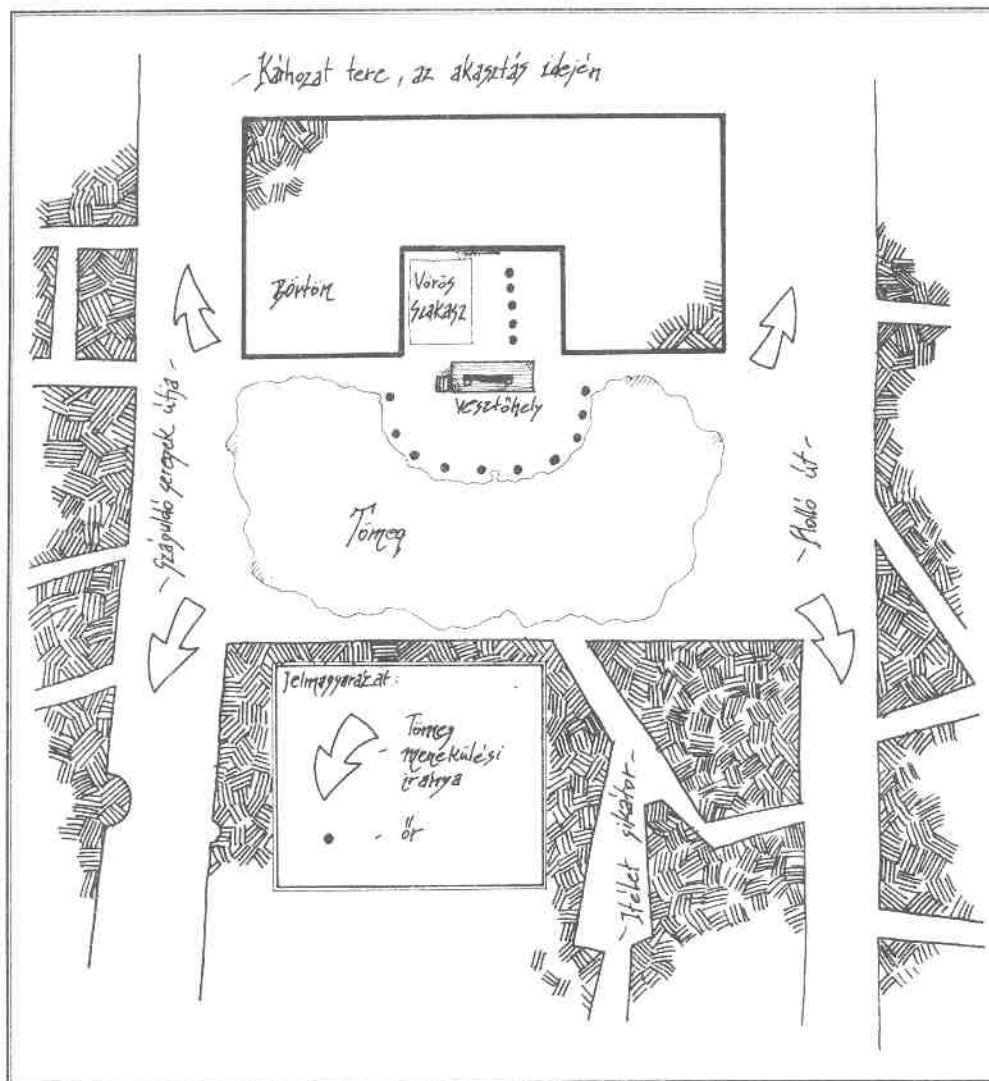 - Kárhozat tere, az akasztás idején
Börtön
Vörös
szakasz
vesztőhely
- Száguldó seregek útja -
- Holló út -
Tömeg
Jelmagyarázat:
- Tömeg
menekülési
iránya
- őr
- Ítélet sikátor -